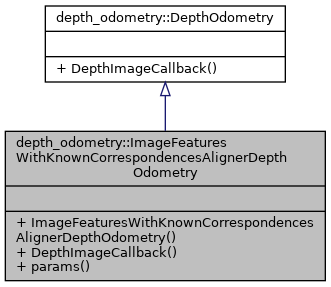 depth_odometry::DepthOdometry
+ DepthImageCallback()
depth_odometry::ImageFeatures
WithKnownCorrespondencesAlignerDepth
Odometry
+ ImageFeaturesWithKnownCorrespondences
AlignerDepthOdometry()
+ DepthImageCallback()
+ params()